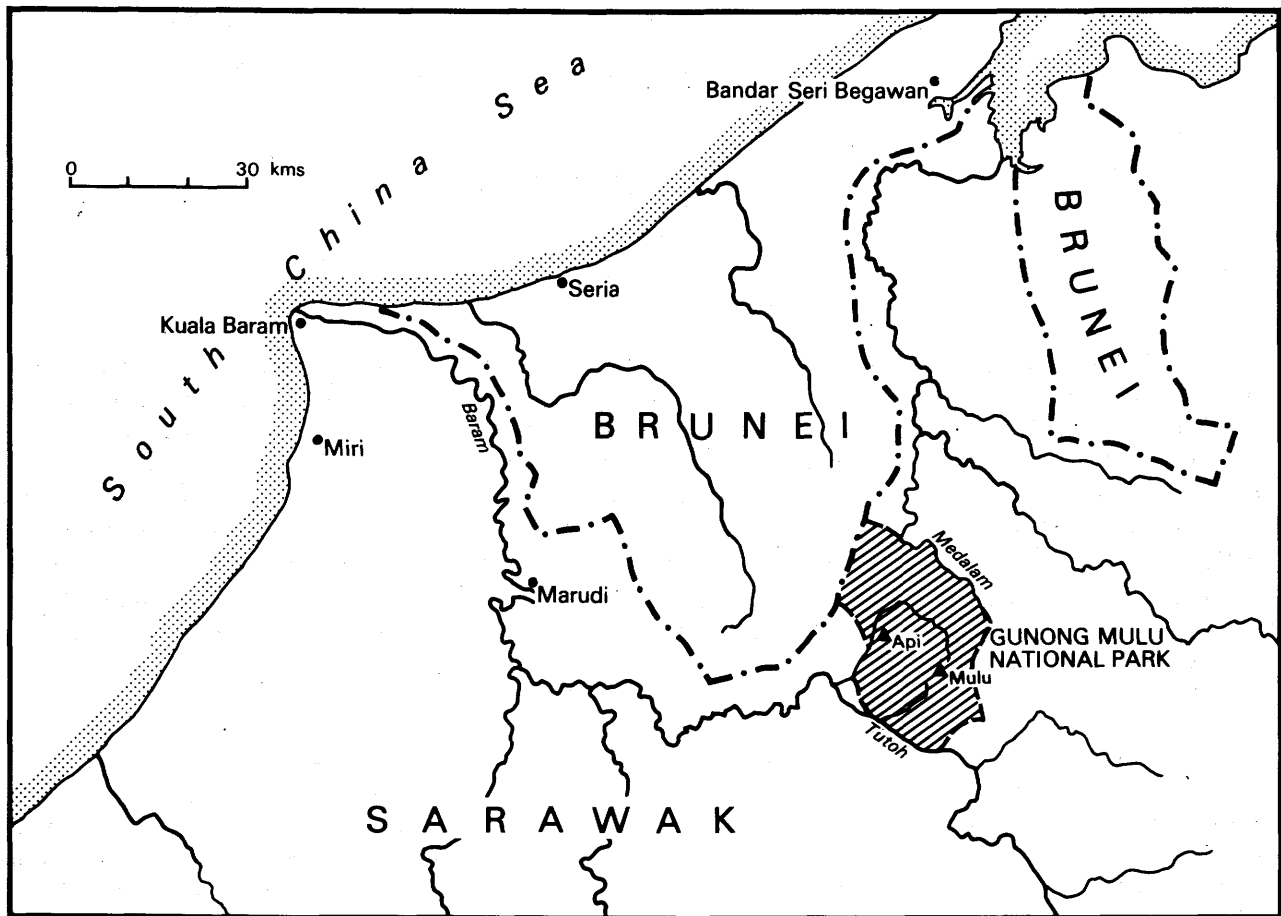 South China Sea
Bandar Seri Begawan
0 30 kms
BRUNEI
Seria
Kuala Baram
Baram
BRUNEI
Miri
Medalam
Marudi
GUNONG MULU
NATIONAL PARK
Api
Mulu
Tutoh
SARAWAK